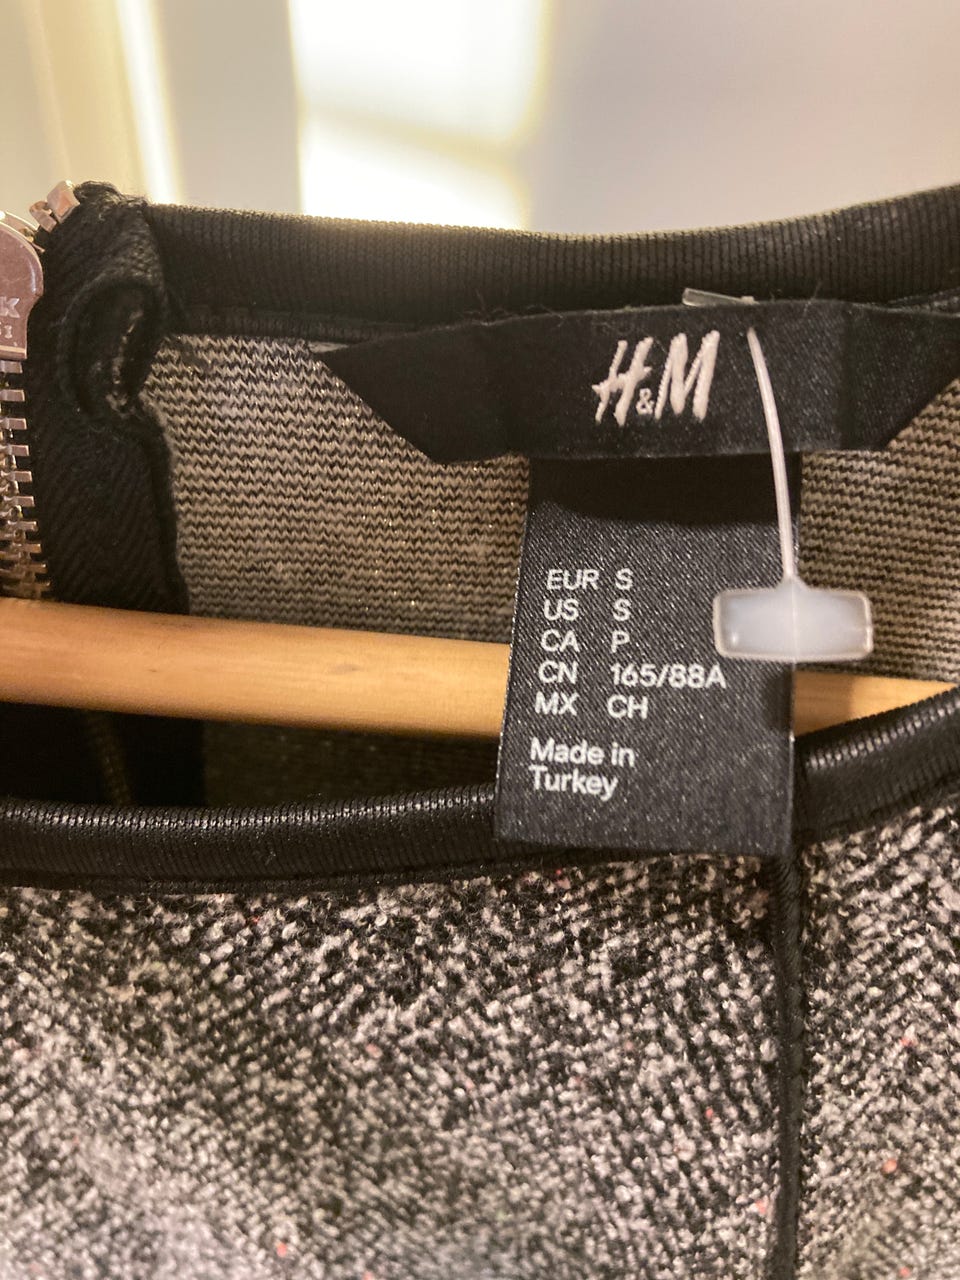 H&M
EUR S
US S
CA P
CN 165/88A
MX CH
Made in
Turkey